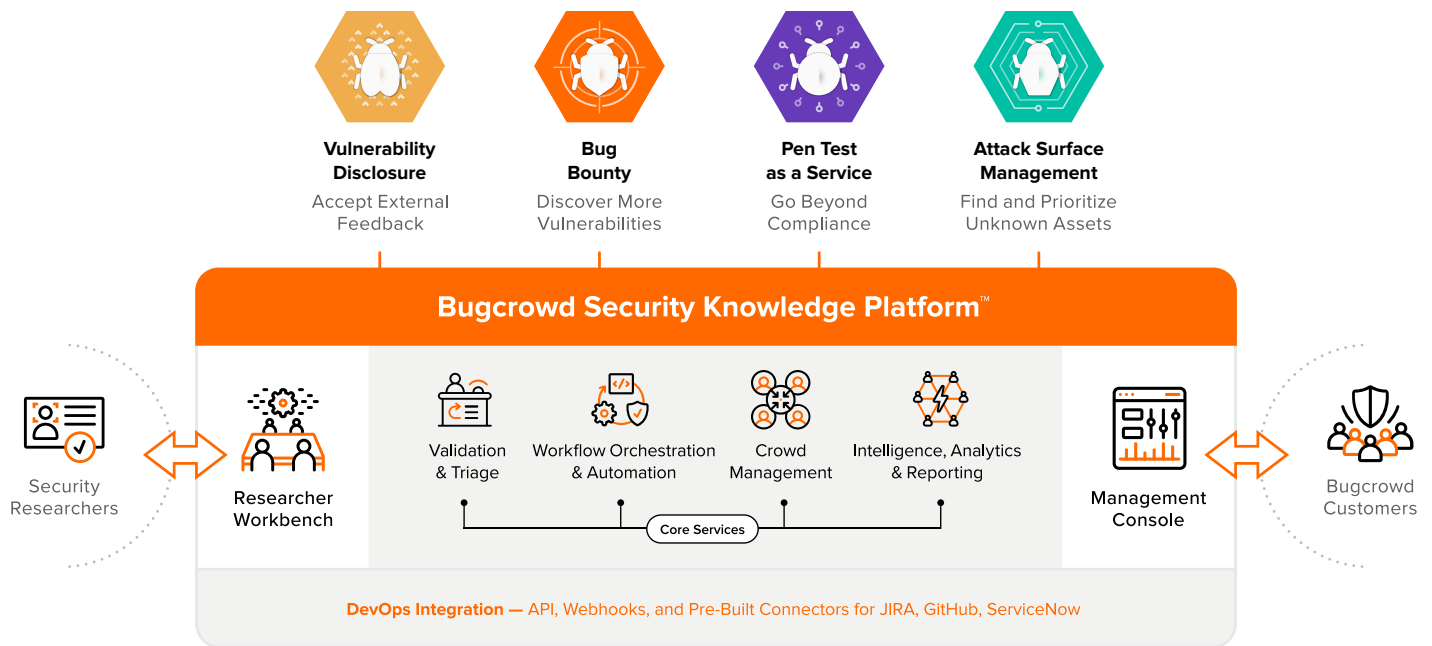 Vulnerability
Disclosure
Accept External
Feedback
Bug
Bounty
Discover More
Vulnerabilities
Pen Test
as a Service
Go Beyond
Compliance
Attack Surface
Management
Find and Prioritize
Unknown Assets
Bugcrowd Security Knowledge Platform™
Security
Researchers
Researcher
Workbench
Validation
& Triage
</>
Workflow Orchestration
& Automation
Crowd
Management
Intelligence, Analytics
& Reporting
Core Services
Management
Console
Bugcrowd
Customers
DevOps Integration — API, Webhooks, and Pre-Built Connectors for JIRA, GitHub, ServiceNow